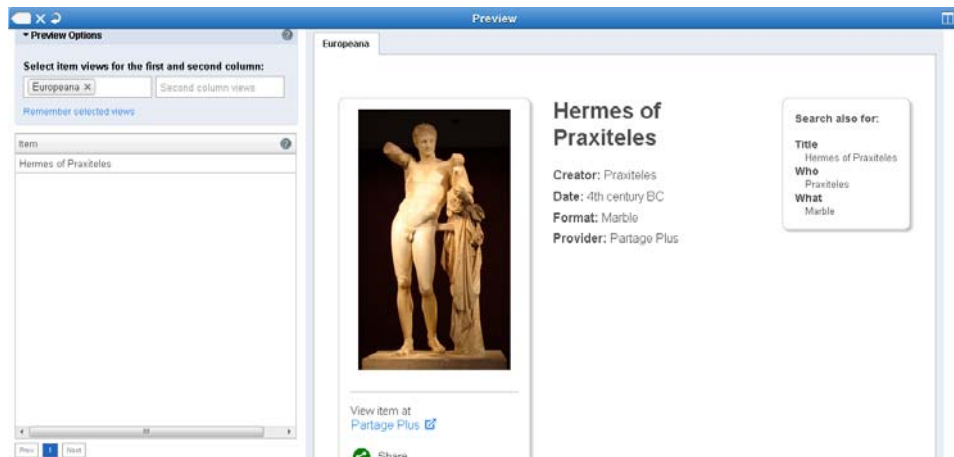 Preview
Preview Options
Select item views for the first and second column:
Europeana
Second column views
Remember selected views
Item
Hermes of Praxiteles
Prev 1 Next
Europeana
View item at
Partage Plus
Share
Hermes of
Praxiteles
Creator: Praxiteles
Date: 4th century BC
Format: Marble
Provider: Partage Plus
Search also for:
Title
Hermes of Praxiteles
Who
Praxiteles
What
Marble